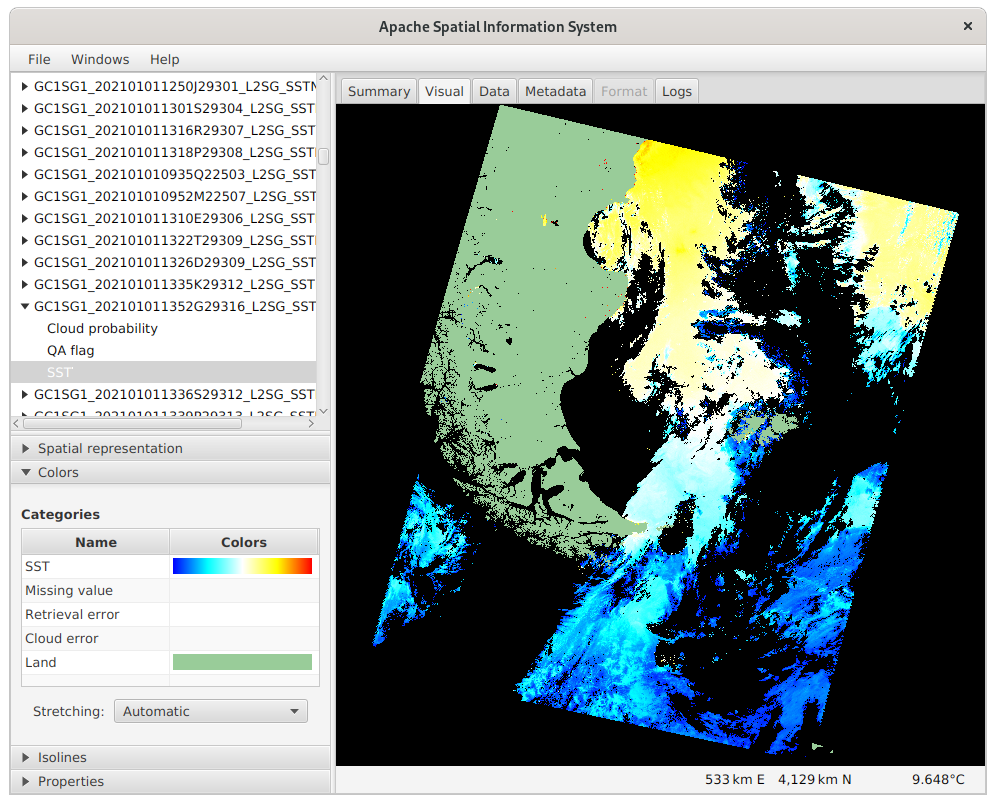 Apache Spatial Information System
File Windows Help
GC1SG1_202101011250J29301_L2SG_SSTN
GC1SG1_202101011301S29304_L2SG_SST
GC1SG1_202101011316R29307_L2SG_SST
GC1SG1_202101011318P29308_L2SG_SST
GC1SG1_202101010935Q22503_L2SG_SST
GC1SG1_202101010952M22507_L2SG_SST
GC1SG1_202101011310E29306_L2SG_SST
GC1SG1_202101011322T29309_L2SG_SST
GC1SG1_202101011326D29309_L2SG_SST
GC1SG1_202101011335K29312_L2SG_SST
GC1SG1_202101011352G29316_L2SG_SST
Cloud probability
QA flag
SST
GC1SG1_202101011336S29312_L2SG_SST
Spatial representation
Colors
Categories
Name Colors
SST
Missing value
Retrieval error
Cloud error
Land
Stretching: Automatic
Isolines
Properties
Summary Visual Data Metadata Format Logs
533 km E 4,129 km N 9.648°C